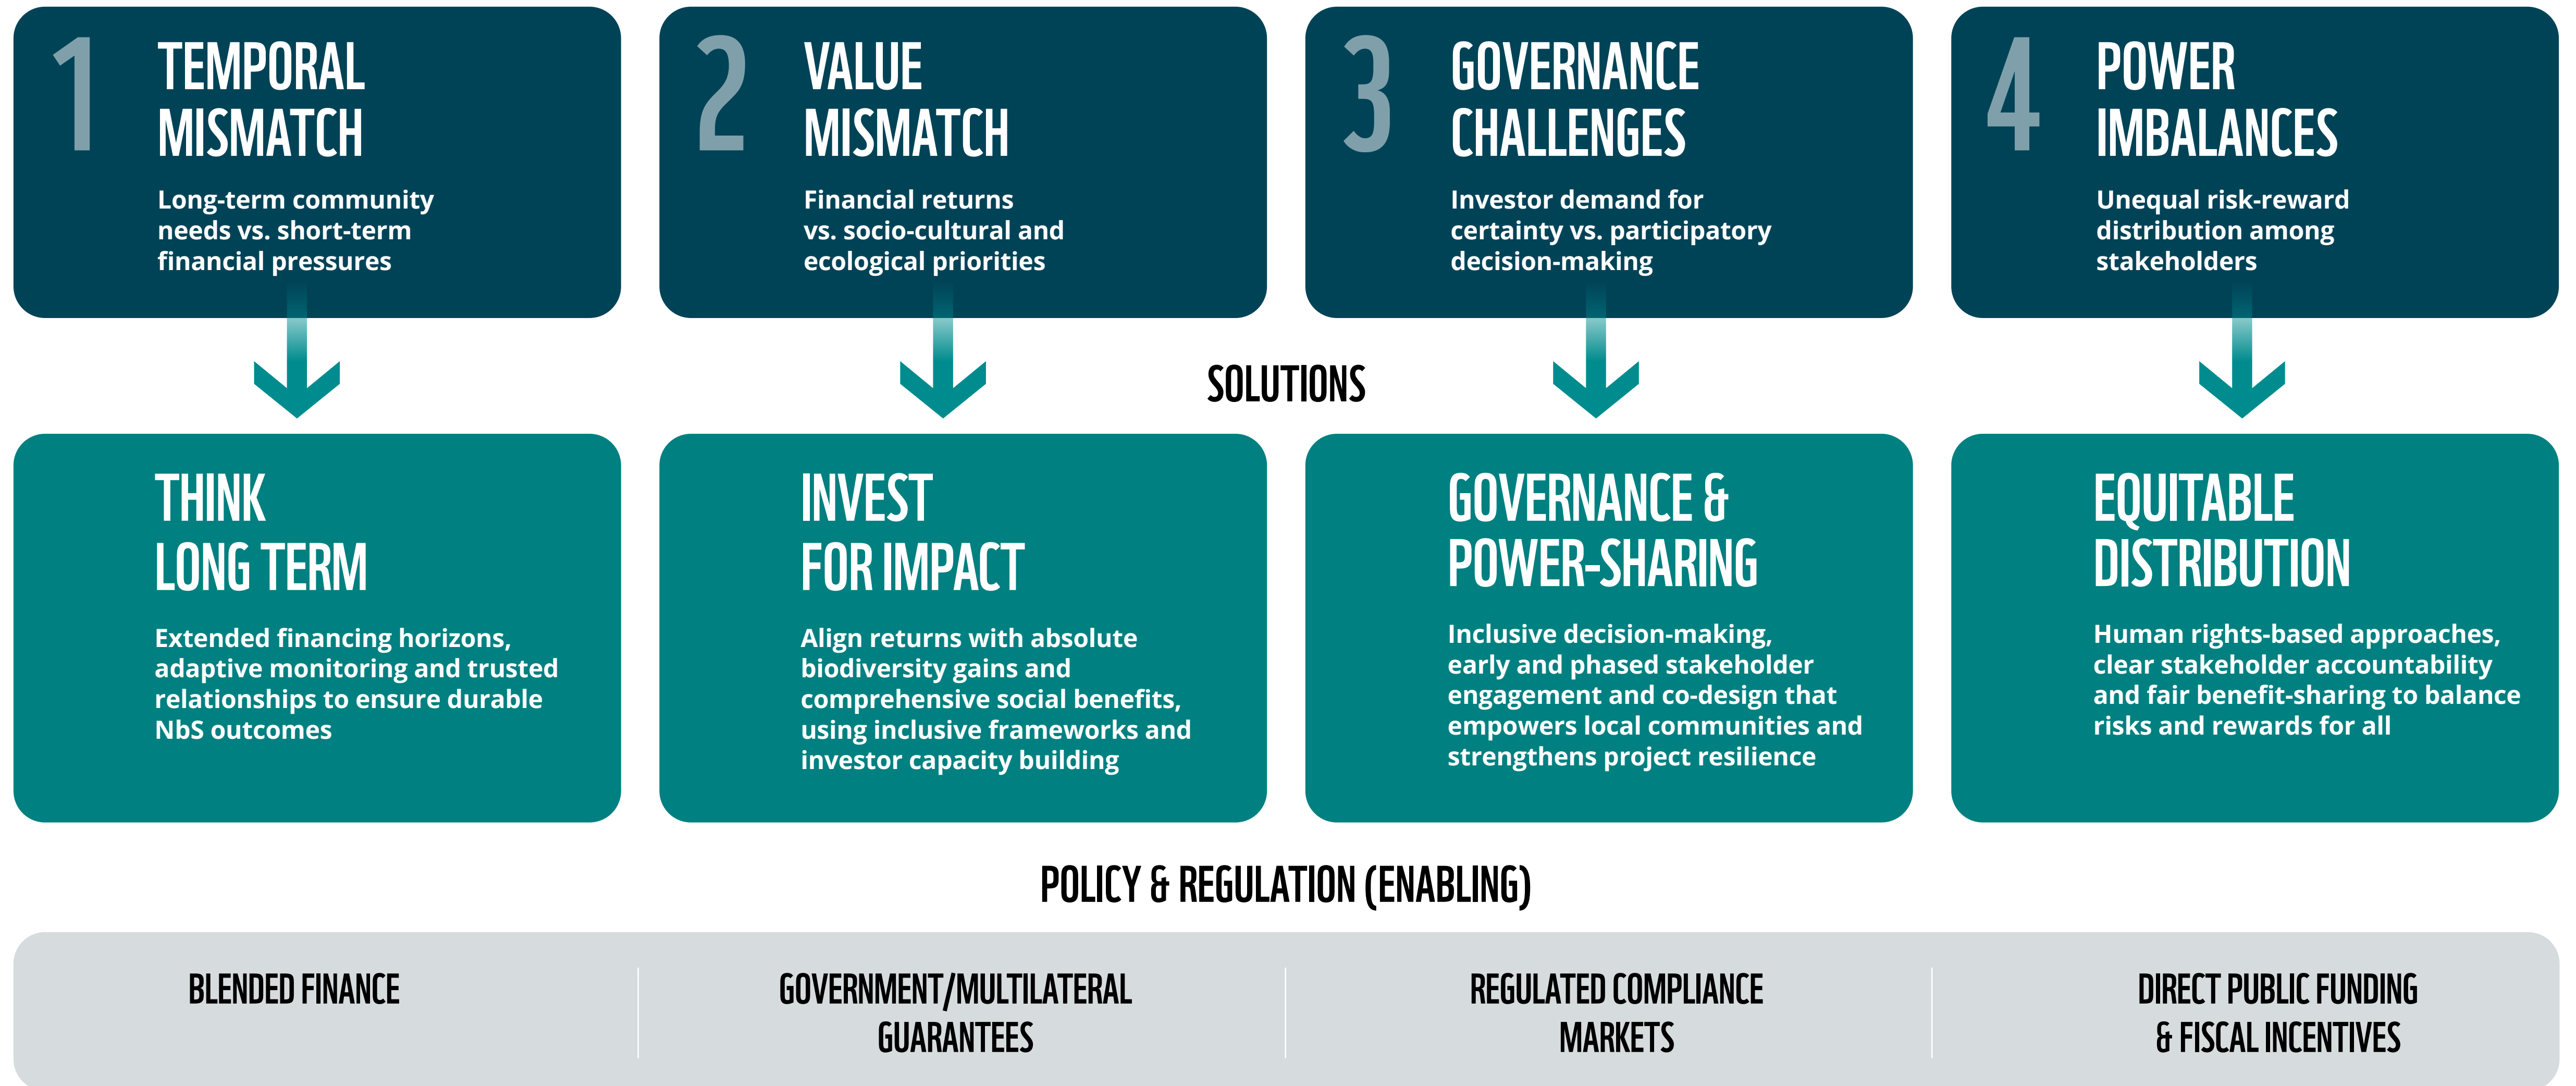 1
TEMPORAL
MISMATCH
Long-term community
needs vs. short-term
financial pressures
2
VALUE
MISMATCH
Financial returns
vs. socio-cultural and
ecological priorities
3
GOVERNANCE
CHALLENGES
Investor demand for
certainty vs. participatory
decision-making
4
POWER
IMBALANCES
Unequal risk-reward
distribution among
stakeholders
SOLUTIONS
THINK
LONG TERM
Extended financing horizons,
adaptive monitoring and trusted
relationships to ensure durable
NbS outcomes
INVEST
FOR IMPACT
Align returns with absolute
biodiversity gains and
comprehensive social benefits,
using inclusive frameworks and
investor capacity building
GOVERNANCE &
POWER-SHARING
Inclusive decision-making,
early and phased stakeholder
engagement and co-design that
empowers local communities and
strengthens project resilience
EQUITABLE
DISTRIBUTION
Human rights-based approaches,
clear stakeholder accountability
and fair benefit-sharing to balance
risks and rewards for all
POLICY & REGULATION (ENABLING)
BLENDED FINANCE
GOVERNMENT/MULTILATERAL
GUARANTEES
REGULATED COMPLIANCE
MARKETS
DIRECT PUBLIC FUNDING
& FISCAL INCENTIVES